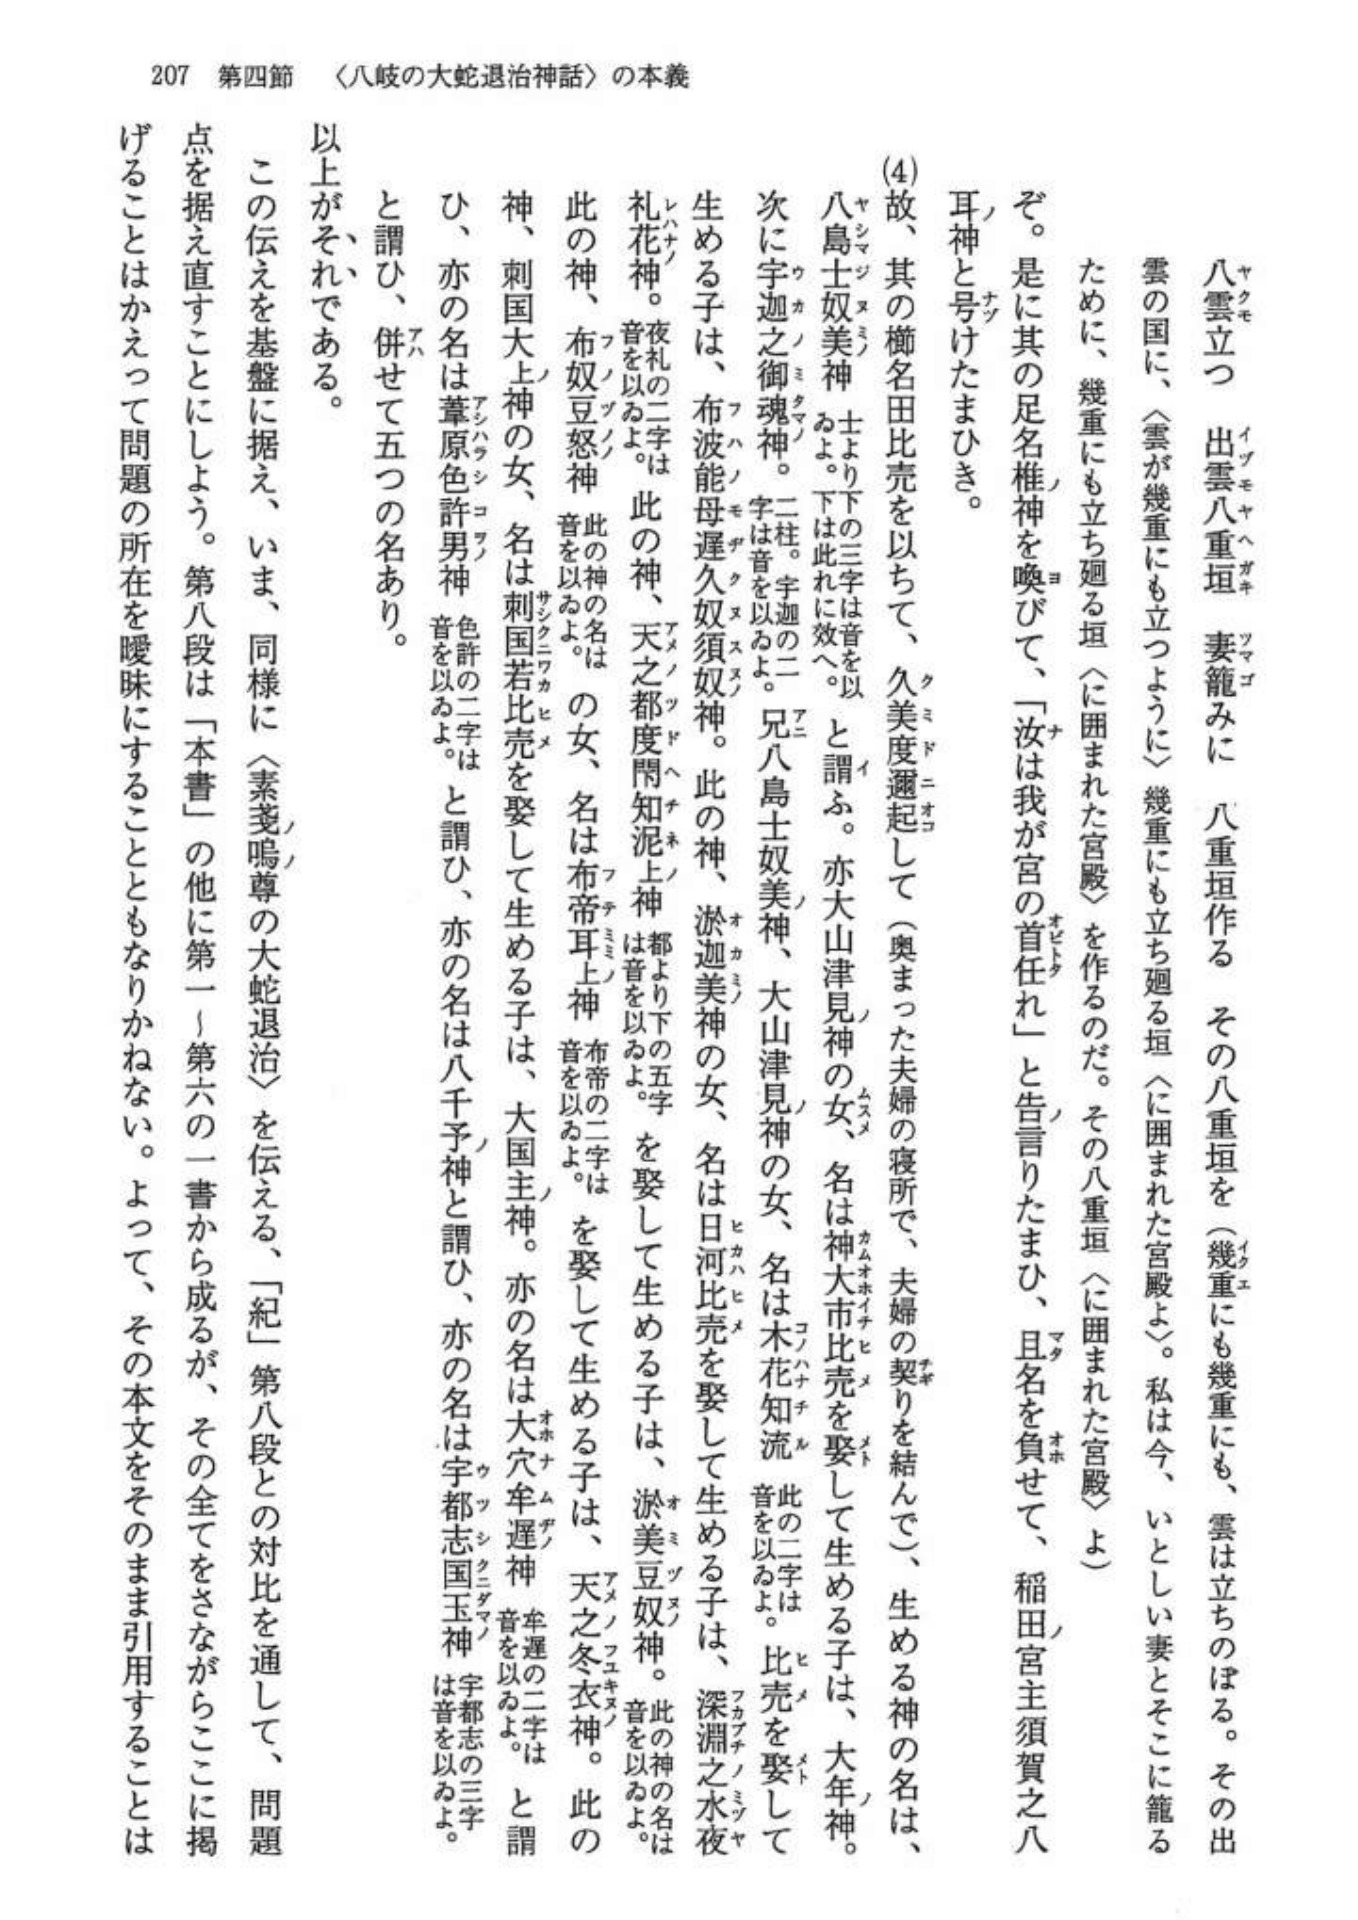 207 第四節 〈八岐の大蛇退治神話〉の本義
八雲立つ 出雲八重垣 妻籠みに 八重垣作る その八重垣を（幾重にも幾重にも、雲は立ちのぼる。その出
雲の国に、〈雲が幾重にも立つように〉幾重にも立ち廻る垣〈に囲まれた宮殿よ〉。私は今、いとしい妻とそこに籠る
ために、幾重にも立ち廻る垣〈に囲まれた宮殿〉を作るのだ。その八重垣〈に囲まれた宮殿〉よ）
ぞ。是に其の足名椎神を喚びて、「汝は我が宮の首任れ」と告言りたまひ、且名を負せて、稲田宮主須賀之八
耳神と号けたまひき。
(4)故、其の櫛名田比売を以ちて、久美度邇起して（奥まった夫婦の寝所で、夫婦の契りを結んで）、生める神の名は、
八島士奴美神 士より下の三字は音を以ゐよ。下は此れに效へ。 と謂ふ。亦大山津見神の女、名は神大市比売を娶して生める子は、大年神。
次に宇迦之御魂神。 二柱。宇迦の二字は音を以ゐよ。 兄八島士奴美神、大山津見神の女、名は木花知流 此の二字は音を以ゐよ。 比売を娶して
生める子は、布波能母遅久奴須奴神。此の神、淤迦美神の女、名は日河比売を娶して生める子は、深淵之水夜
礼花神。 夜礼の二字は音を以ゐよ。 此の神、天之都度閇知泥上神 都より下の五字は音を以ゐよ。 を娶して生める子は、淤美豆奴神。 此の神の名は音を以ゐよ。
此の神、布奴豆怒神 此の神の名は音を以ゐよ。 の女、名は布帝耳上神 布帝の二字は音を以ゐよ。 を娶して生める子は、天之冬衣神。此の
神、刺国大上神の女、名は刺国若比売を娶して生める子は、大国主神。亦の名は大穴牟遅神 牟遅の二字は音を以ゐよ。 と謂
ひ、亦の名は葦原色許男神 色許の二字は音を以ゐよ。 と謂ひ、亦の名は八千予神と謂ひ、亦の名は宇都志国玉神 宇都志の三字は音を以ゐよ。
と謂ひ、併せて五つの名あり。
以上がそれである。
この伝えを基盤に据え、いま、同様に〈素戔嗚尊の大蛇退治〉を伝える、「紀」第八段との対比を通して、問題
点を据え直すことにしよう。第八段は「本書」の他に第一～第六の一書から成るが、その全てをさながらここに掲
げることはかえって問題の所在を曖昧にすることともなりかねない。よって、その本文をそのまま引用することは